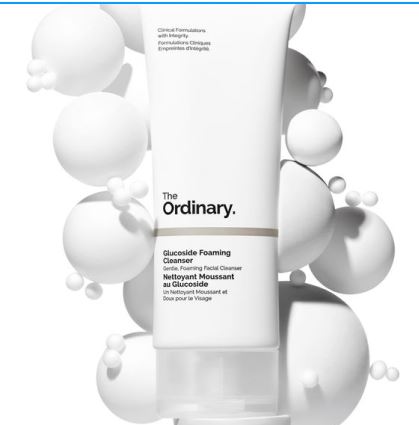 Clinical Formulations
with Integrity.
Formulations Cliniques
Empreintes d'Intégrité.
The
Ordinary.
Glucoside Foaming
Cleanser
Gentle, Foaming Facial Cleanser
Nettoyant Moussant
au Glucoside
Un Nettoyant Moussant et
Doux pour le Visage